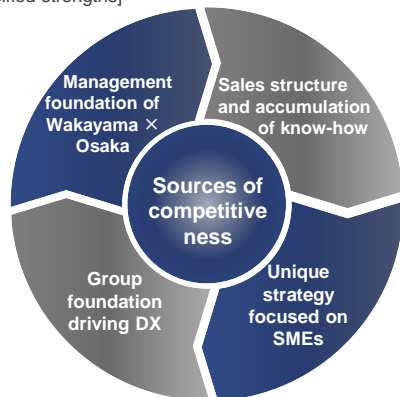 strengths]
Management
foundation of
Wakayama ×
Osaka
Sales structure
and accumulation
of know-how
Sources of
competitive
ness
Group
foundation
driving DX
Unique
strategy
focused on
SMEs